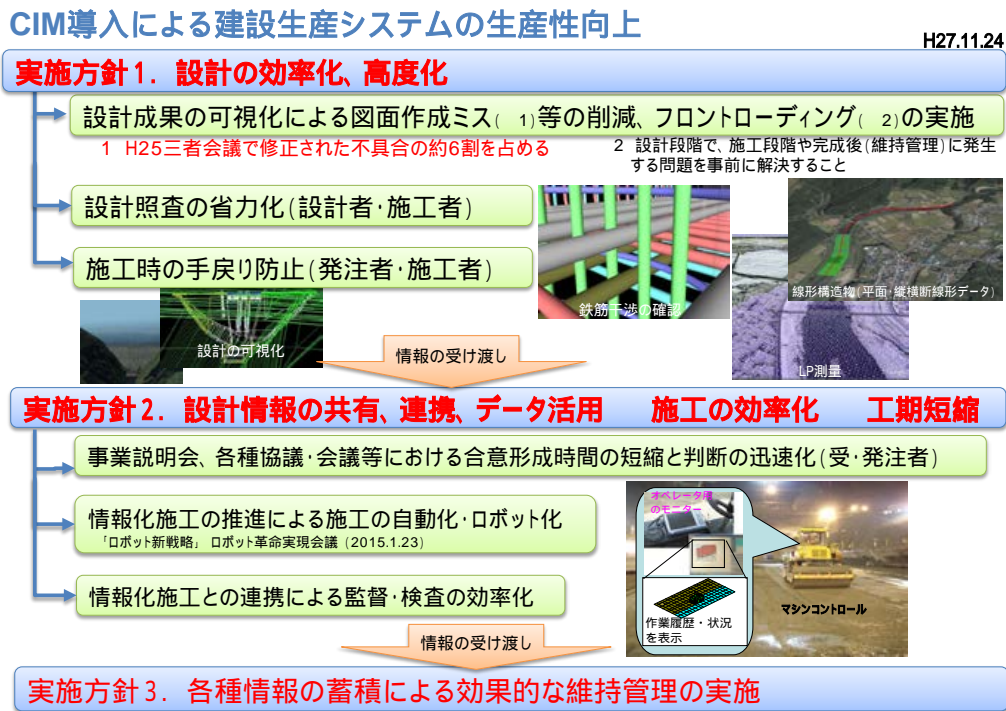 CIM導入による建設生産システムの生産性向上
H27.11.24
実施方針1．設計の効率化、高度化
設計成果の可視化による図面作成ミス(　1)等の削減、フロントローディング(　2)の実施
1　H25三者会議で修正された不具合の約6割を占める
2　設計段階で、施工段階や完成後(維持管理)に発生
する問題を事前に解決すること
設計照査の省力化(設計者・施工者)
施工時の手戻り防止(発注者・施工者)
設計の可視化
鉄筋干渉の確認
線形構造物(平面・縦横断線形データ)
LP測量
情報の受け渡し
実施方針2．設計情報の共有、連携、データ活用　　施工の効率化　　工期短縮
事業説明会、各種協議・会議等における合意形成時間の短縮と判断の迅速化(受・発注者)
情報化施工の推進による施工の自動化・ロボット化
「ロボット新戦略」 ロボット革命実現会議 (2015.1.23)
情報化施工との連携による監督・検査の効率化
オペレータ用
のモニター
作業履歴・状況
を表示
マシンコントロール
情報の受け渡し
実施方針3．各種情報の蓄積による効果的な維持管理の実施